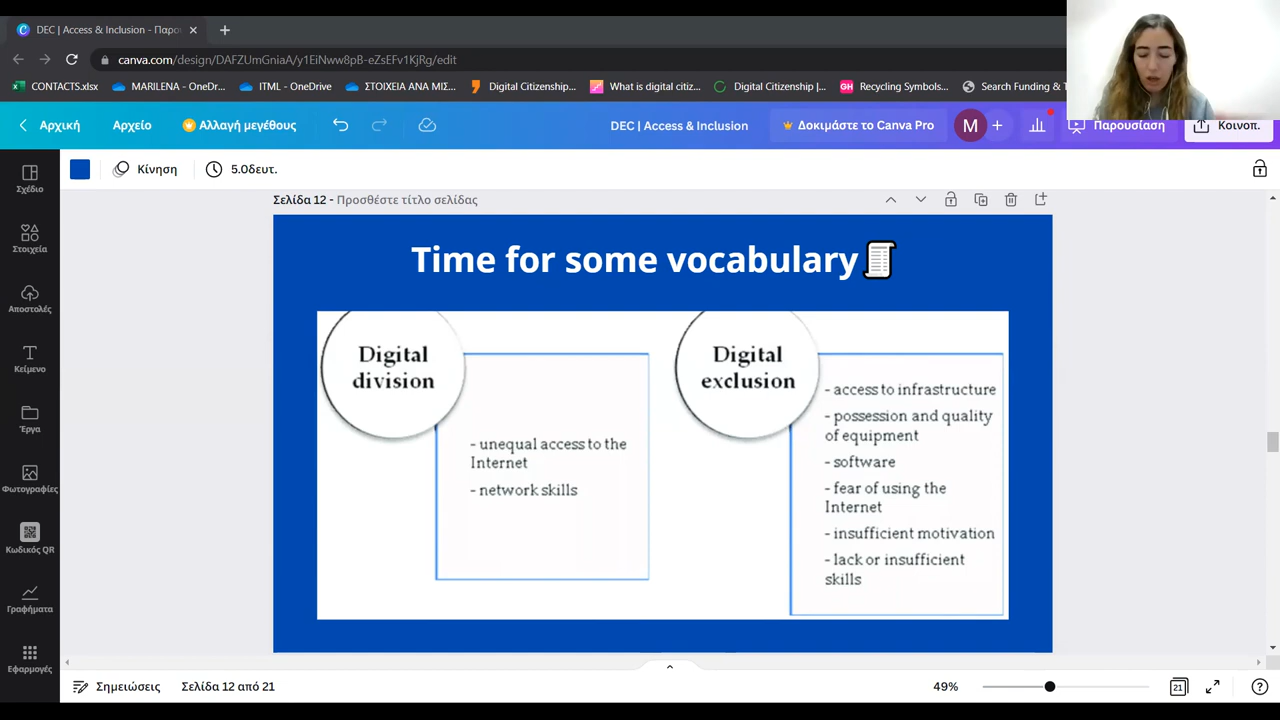 DEC | Access & Inclusion - Παρο
canva.com/design/DAFZUmGniaA/y1EiNww8pB-eZsEFv1KjRg/edit
CONTACTS.xlsx
MARILENA - OneDr...
ITML - OneDrive
ΣΤΟΙΧΕΙΑ ΑΝΑ ΜΙΣ...
Digital Citizenship...
What is digital citiz...
Digital Citizenship |...
GH
Recycling Symbols...
Search Funding & T
Αρχική
Αρχείο
Αλλαγή μεγέθους
DEC | Access & Inclusion
Δοκιμάστε το Canva Pro
M
Παρουσίαση
Κοινοπ.
Κίνηση
5.0δευτ.
Σχέδιο
Στοιχεία
Αποστολές
Κείμενο
Έργα
Φωτογραφίες
Κωδικός QR
Γραφήματα
Εφαρμογές
Σελίδα 12 - Προσθέστε τίτλο σελίδας
Time for some vocabulary
Digital
division
- unequal access to the
Internet
- network skills
Digital
exclusion
- access to infrastructure
- possession and quality
of equipment
- software
- fear of using the
Internet
- insufficient motivation
- lack or insufficient
skills
Σημειώσεις
Σελίδα 12 από 21
49%
21